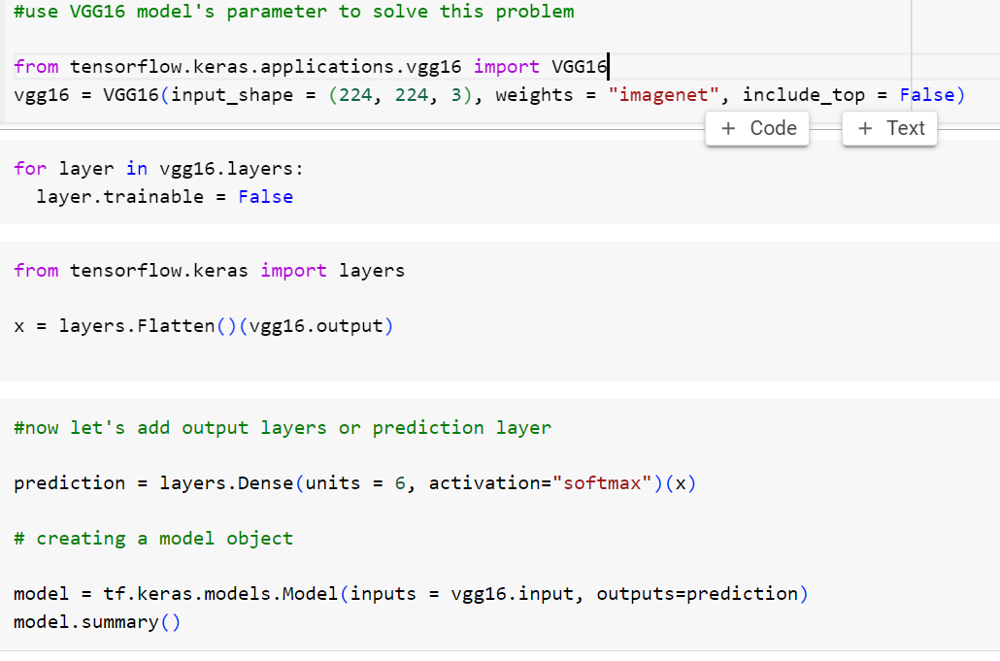 #use VGG16 model's parameter to solve this problem
from tensorflow.keras.applications.vgg16 import VGG16
vgg16 = VGG16(input_shape = (224, 224, 3), weights = "imagenet", include_top = False)
+ Code + Text
for layer in vgg16.layers:
  layer.trainable = False
from tensorflow.keras import layers
x = layers.Flatten()(vgg16.output)
#now let's add output layers or prediction layer
prediction = layers.Dense(units = 6, activation="softmax")(x)
# creating a model object
model = tf.keras.models.Model(inputs = vgg16.input, outputs=prediction)
model.summary()